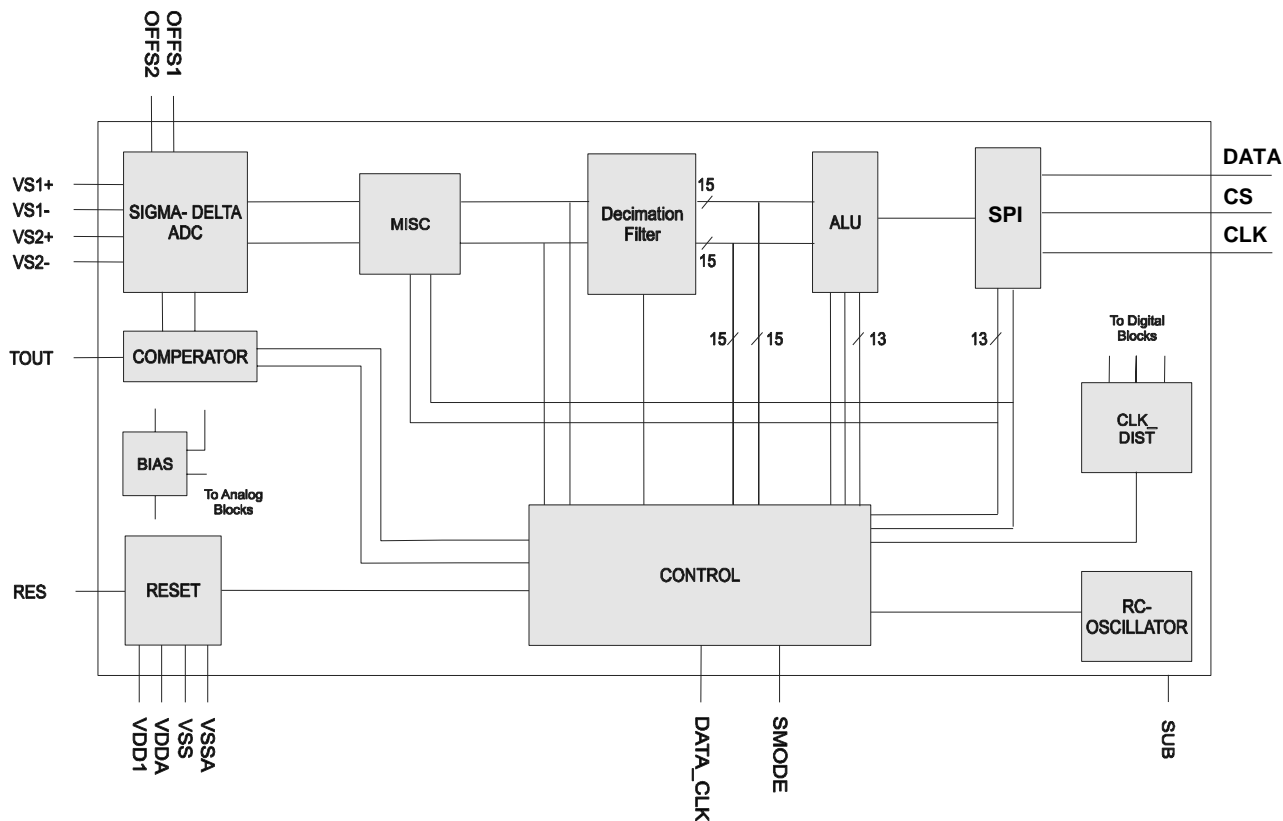 OFFS2
OFFS1
VS1+
VS1-
VS2+
VS2-
SIGMA- DELTA
ADC
MISC
Decimation
Filter
15
15
ALU
SPI
DATA
CS
CLK
TOUT
COMPERATOR
15
15
13
13
To Digital
Blocks
CLK_
DIST
BIAS
To Analog
Blocks
RES
RESET
CONTROL
RC-
OSCILLATOR
VDD1
VDDA
VSS
VSSA
DATA_CLK
SMODE
SUB